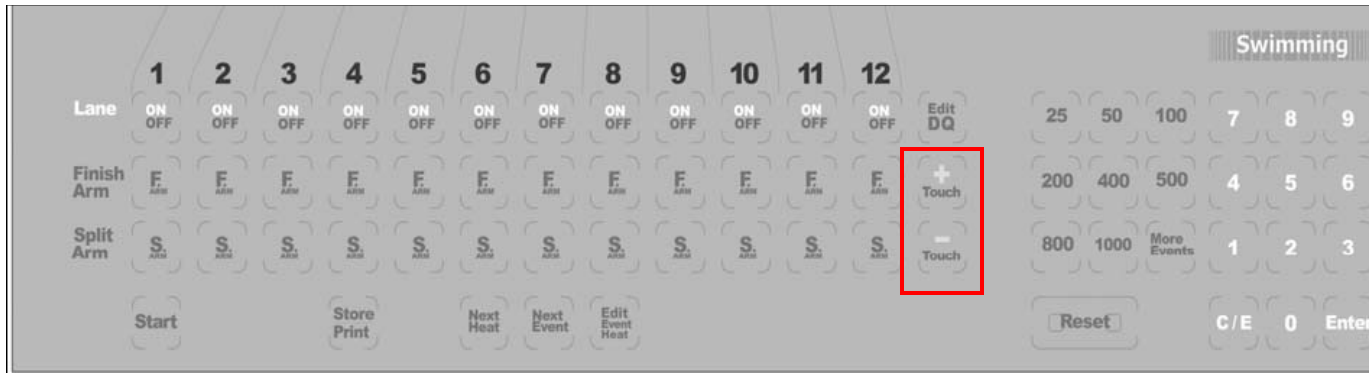 Swimming
1 2 3 4 5 6 7 8 9 10 11 12
Lane ON OFF ON OFF ON OFF ON OFF ON OFF ON OFF ON OFF ON OFF ON OFF ON OFF ON OFF ON OFF Edit DQ 25 50 100 7 8 9
Finish Arm F. ARM F. ARM F. ARM F. ARM F. ARM F. ARM F. ARM F. ARM F. ARM F. ARM F. ARM F. ARM + Touch 200 400 500 4 5 6
Split Arm S. ARM S. ARM S. ARM S. ARM S. ARM S. ARM S. ARM S. ARM S. ARM S. ARM S. ARM S. ARM - Touch 800 1000 More Events 1 2 3
Start Store Print Next Heat Next Event Edit Event Heat Reset C/E 0 Enter